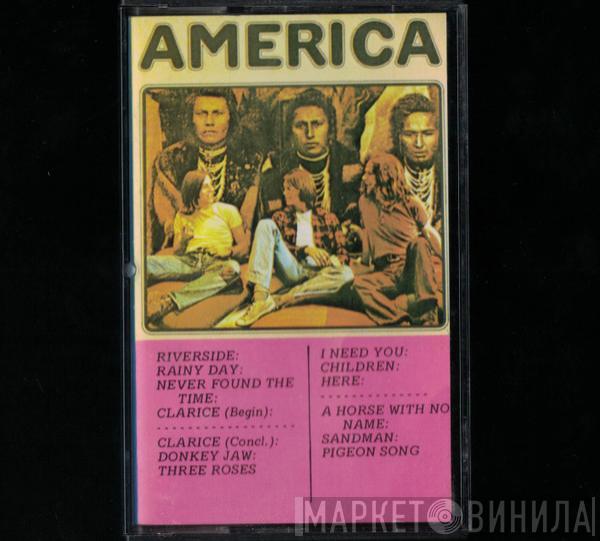 AMERICA
RIVERSIDE:
RAINY DAY:
NEVER FOUND THE
TIME:
CLARICE (Begin):
CLARICE (Concl.):
DONKEY JAW:
THREE ROSES
I NEED YOU:
CHILDREN:
HERE:
A HORSE WITH NO
NAME:
SANDMAN:
PIGEON SONG
МАРКЕТ ВИНИЛА